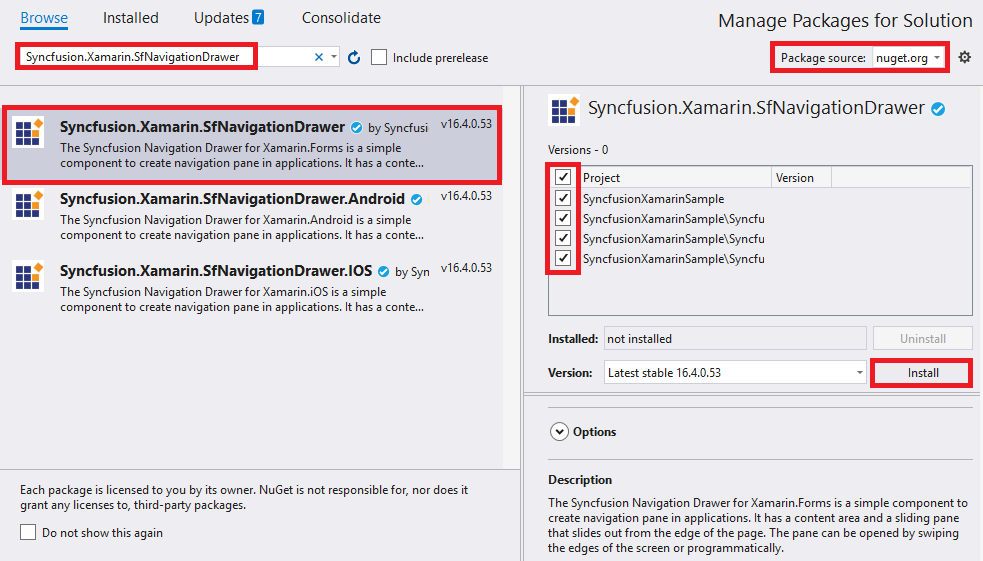 Browse Installed Updates 7 Consolidate
Manage Packages for Solution
Syncfusion.Xamarin.SfNavigationDrawer
Include prerelease
Package source: nuget.org
Syncfusion.Xamarin.SfNavigationDrawer by Syncfusi v16.4.0.53
The Syncfusion Navigation Drawer for Xamarin.Forms is a simple
component to create navigation pane in applications. It has a conte...
Syncfusion.Xamarin.SfNavigationDrawer.Android v16.4.0.53
The Syncfusion Navigation Drawer for Xamarin.Android is a simple
component to create navigation pane in applications. It has a conte...
Syncfusion.Xamarin.SfNavigationDrawer.IOS by Syn v16.4.0.53
The Syncfusion Navigation Drawer for Xamarin.iOS is a simple
component to create navigation pane in applications. It has a conte...
Each package is licensed to you by its owner. NuGet is not responsible for, nor does it
grant any licenses to, third-party packages.
Do not show this again
Syncfusion.Xamarin.SfNavigationDrawer
Versions - 0
Project Version
SyncfusionXamarinSample
SyncfusionXamarinSample\Syncfu
SyncfusionXamarinSample\Syncfu
SyncfusionXamarinSample\Syncfu
Installed: not installed Uninstall
Version: Latest stable 16.4.0.53 Install
Options
Description
The Syncfusion Navigation Drawer for Xamarin.Forms is a simple component to
create navigation pane in applications. It has a content area and a sliding pane
that slides out from the edge of the page. The pane can be opened by swiping
the edges of the screen or programmatically.